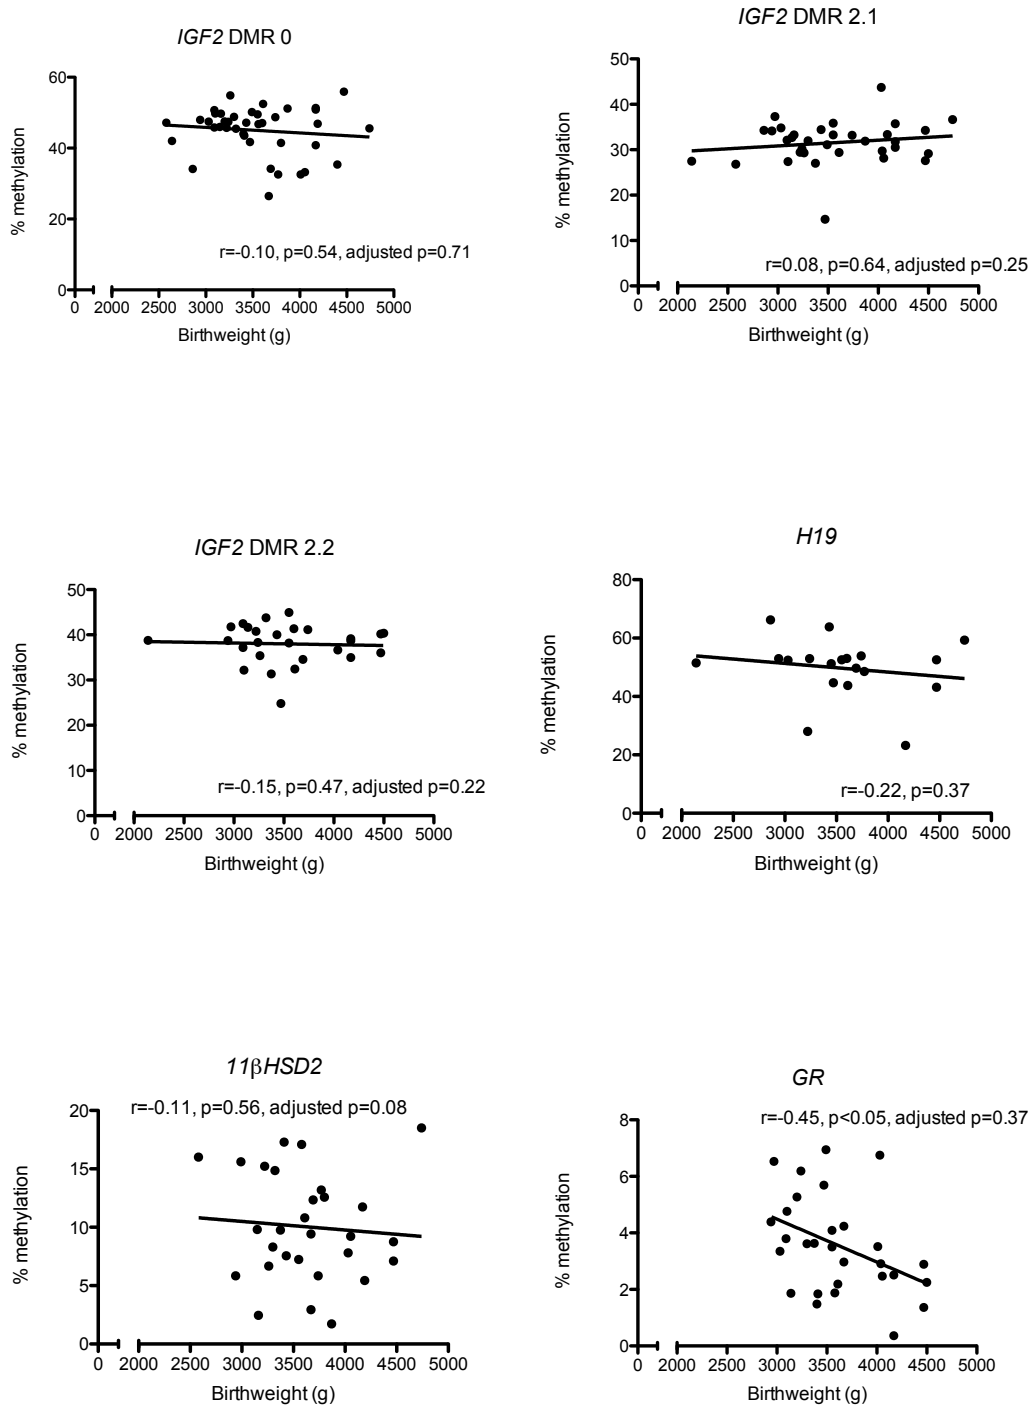 IGF2 DMR 0
60
40
20
0
% methylation
r=-0.10, p=0.54, adjusted p=0.71
0 2000 2500 3000 3500 4000 4500 5000
Birthweight (g)
IGF2 DMR 2.1
50
40
30
20
10
0
% methylation
r=0.08, p=0.64, adjusted p=0.25
0 2000 2500 3000 3500 4000 4500 5000
Birthweight (g)
IGF2 DMR 2.2
50
40
30
20
10
0
% methylation
r=-0.15, p=0.47, adjusted p=0.22
0 2000 3000 3500 4000 4500 5000
Birthweight (g)
H19
80
60
40
20
0
% methylation
r=-0.22, p=0.37
0 2000 2500 3000 3500 4000 4500 5000
Birthweight (g)
11βHSD2
r=-0.11, p=0.56, adjusted p=0.08
20
15
10
5
0
% methylation
0 2000 3000 3500 4000 4500 5000
Birthweight (g)
GR
r=-0.45, p<0.05, adjusted p=0.37
8
6
4
2
0
% methylation
0 2000 3000 3500 4000 4500 5000
Birthweight (g)